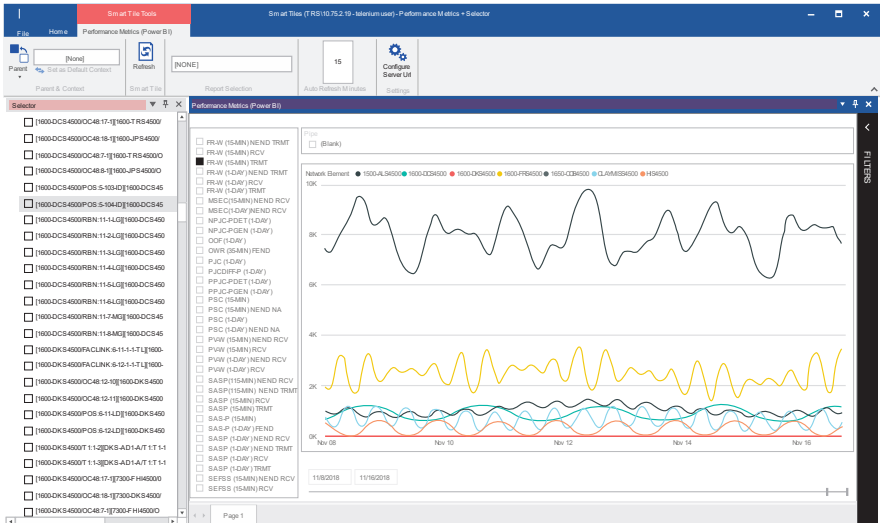 Smart Tile Tools
Smart Tiles (TRS\10.75.2.19 - telenium user) - Performance Metrics + Selector
File
Home
Performance Metrics (Power BI)
Parent
[None]
Set as Default Context
Parent & Context
Refresh
Smart Tile
[NONE]
Report Selection
15
Auto Refresh Minutes
Configure
Server Url
Settings
Selector
[1600-DCS4500/OC48:17-1][1600-TRS4500/
[1600-DCS4500/OC48:18-1][1600-JPS4500/
[1600-DCS4500/OC48:7-1][1600-TRS4500/O
[1600-DCS4500/OC48:8-1][1600-JPS4500/O
[1600-DCS4500/POS:5-103-ID][1600-DCS45
[1600-DCS4500/POS:5-104-ID][1600-DCS45
[1600-DCS4500/RBN:11-1-LG][1600-DCS450
[1600-DCS4500/RBN:11-2-LG][1600-DCS450
[1600-DCS4500/RBN:11-3-LG][1600-DCS450
[1600-DCS4500/RBN:11-4-LG][1600-DCS450
[1600-DCS4500/RBN:11-5-LG][1600-DCS450
[1600-DCS4500/RBN:11-6-LG][1600-DCS450
[1600-DCS4500/RBN:11-7-MG][1600-DCS45
[1600-DCS4500/RBN:11-8-MG][1600-DCS45
[1600-DKS4500/FACLINK:6-11-1-1-TL][1600-
[1600-DKS4500/FACLINK:6-12-1-1-TL][1600-
[1600-DKS4500/OC48:12-10][1600-DKS4500
[1600-DKS4500/OC48:12-11][1600-DKS4500
[1600-DKS4500/POS:6-11-LD][1600-DKS450
[1600-DKS4500/POS:6-12-LD][1600-DKS450
[1600-DKS4500/T1:1-2][DKS-AD1-A/T1:T1-1
[1600-DKS4500/T1:1-3][DKS-AD1-A/T1:T1-1
[1600-DKS4500/OC48:17-1][7300-FHI4500/0
[1600-DKS4500/OC48:18-1][7300-DKS4500/
[1600-DKS4500/OC48:7-1][7300-FHI4500/O
Performance Metrics (Power BI)
FR-W (15-MIN) NEND TRMT
FR-W (15-MIN) RCV
FR-W (15-MIN) TRMT
FR-W (1-DAY) NEND TRMT
FR-W (1-DAY) RCV
FR-W (1-DAY) TRMT
MSEC(15-MIN) NEND RCV
MSEC(1-DAY)NEND RCV
NPJC-PDET (1-DAY)
NPJC-PGEN (1-DAY)
OOF (1-DAY)
OWR (35-MIN) FEND
PJC (1-DAY)
PJCDIFF-P (1-DAY)
PPJC-PDET (1-DAY)
PPJC-PGEN (1-DAY)
PSC (15-MIN)
PSC (15-MIN) NEND NA
PSC (1-DAY)
PSC (1-DAY) NEND NA
PV-W (15-MIN) NEND RCV
PV-W (15-MIN) RCV
PV-W (1-DAY) NEND RCV
PV-W (1-DAY) RCV
SASP(115-MIN) NEND RCV
SASP(115-MIN) NEND TRMT
SASP (15-MIN) RCV
SASP (15-MIN) TRMT
SAS-P (15-MIN)
SAS-P (1-DAY) FEND
SASP (1-DAY) NEND RCV
SASP (1-DAY) NEND TRMT
SASP (1-DAY) RCV
SASP (1-DAY) TRMT
SEFSS (15-MIN) NEND RCV
SEFSS (15-MIN) RCV
Pipe
(Blank)
Network Element 1500-ALS4500 1600-DCS4500 1600-DKS4500 1600-FRS4500 1650-CCB4500 CLAYMISS4500 HIS4500
10K
8K
6K
4K
2K
0K
Nov 08
Nov 10
Nov 12
Nov 14
Nov 16
11/8/2018
11/16/2018
FILTERS
Page 1